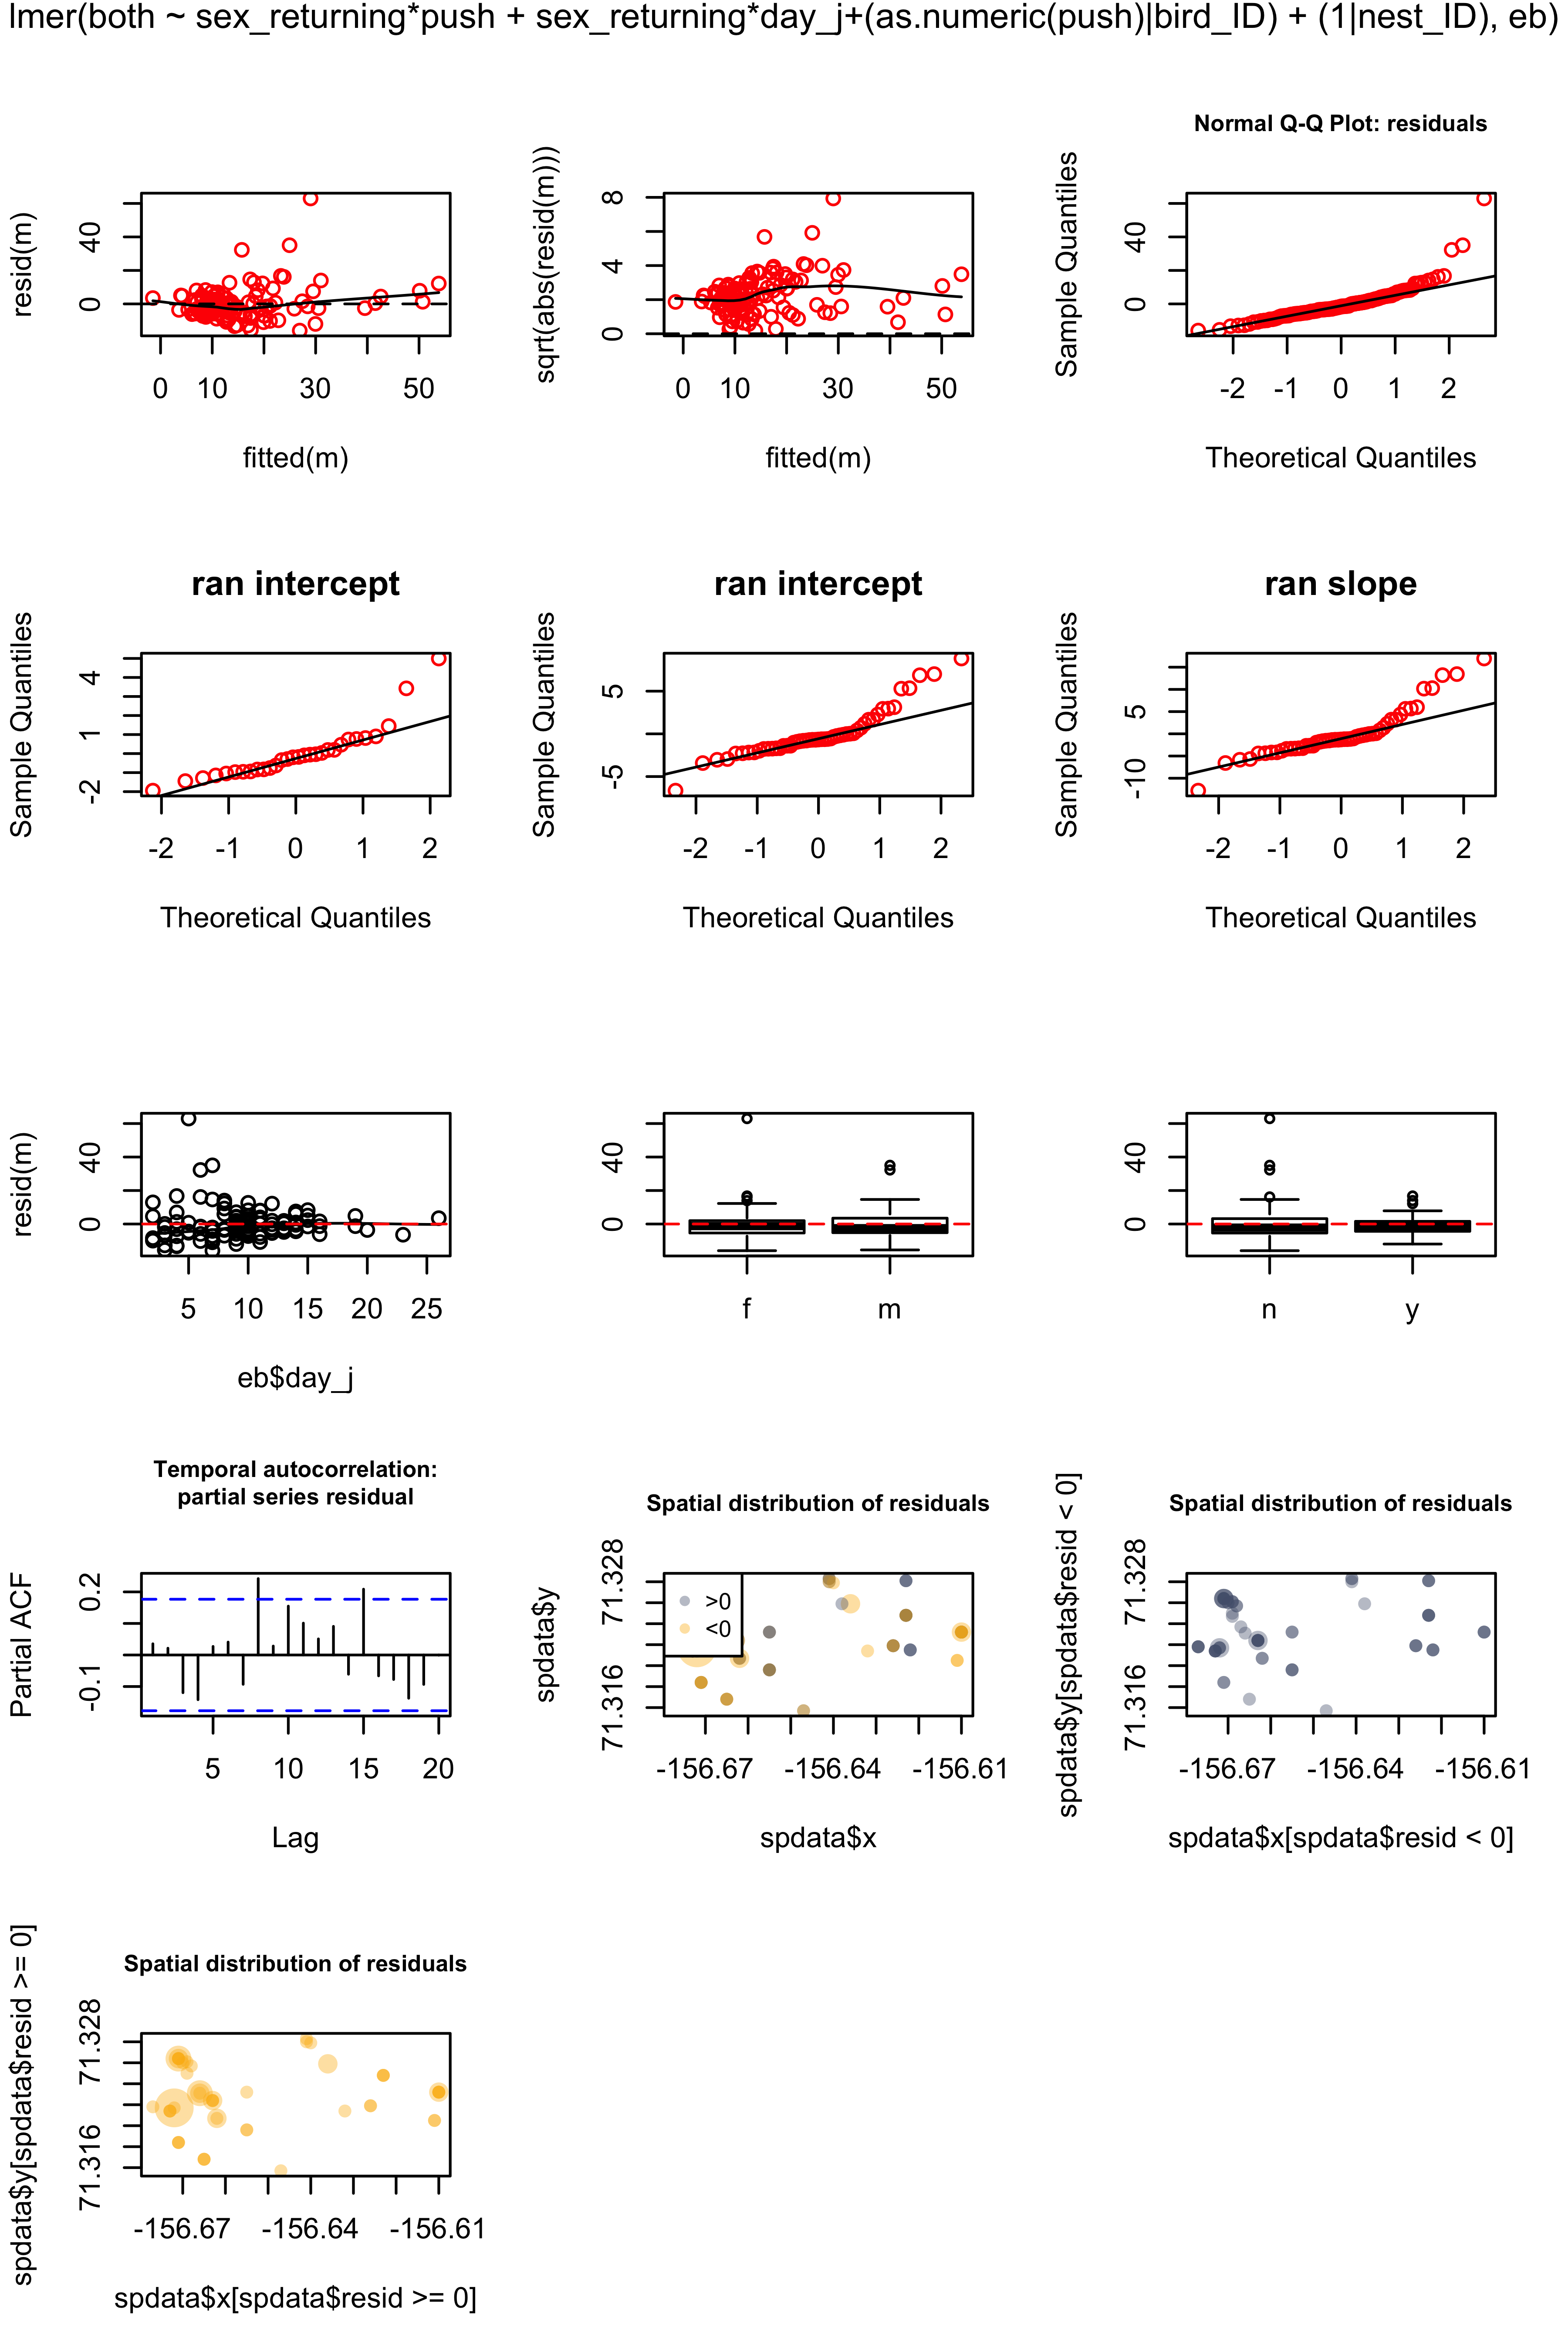 lmer(both ~ sex_returning*push + sex_returning*day_j+(as.numeric(push)|bird_ID) + (1|nest_ID), eb)
resid(m)
0 40
0 10 30 50
fitted(m)
sqrt(abs(resid(m)))
0 4 8
0 10 30 50
fitted(m)
Normal Q-Q Plot: residuals
Sample Quantiles
0 40
-2 -1 0 1 2
Theoretical Quantiles
ran intercept
Sample Quantiles
-2 1 4
-2 -1 0 1 2
Theoretical Quantiles
ran intercept
Sample Quantiles
-5 5
-2 -1 0 1 2
Theoretical Quantiles
ran slope
Sample Quantiles
-10 5
-2 -1 0 1 2
Theoretical Quantiles
resid(m)
0 40
5 10 15 20 25
eb$day_j
0 40
f m
0 40
n y
Temporal autocorrelation:
partial series residual
Partial ACF
-0.1 0.2
5 10 15 20
Lag
Spatial distribution of residuals
spdata$y
71.316 71.328
>0
<0
-156.67 -156.64 -156.61
spdata$x
Spatial distribution of residuals
spdata$y[spdata$resid < 0]
71.316 71.328
-156.67 -156.64 -156.61
spdata$x[spdata$resid < 0]
Spatial distribution of residuals
spdata$y[spdata$resid >= 0]
71.316 71.328
-156.67 -156.64 -156.61
spdata$x[spdata$resid >= 0]